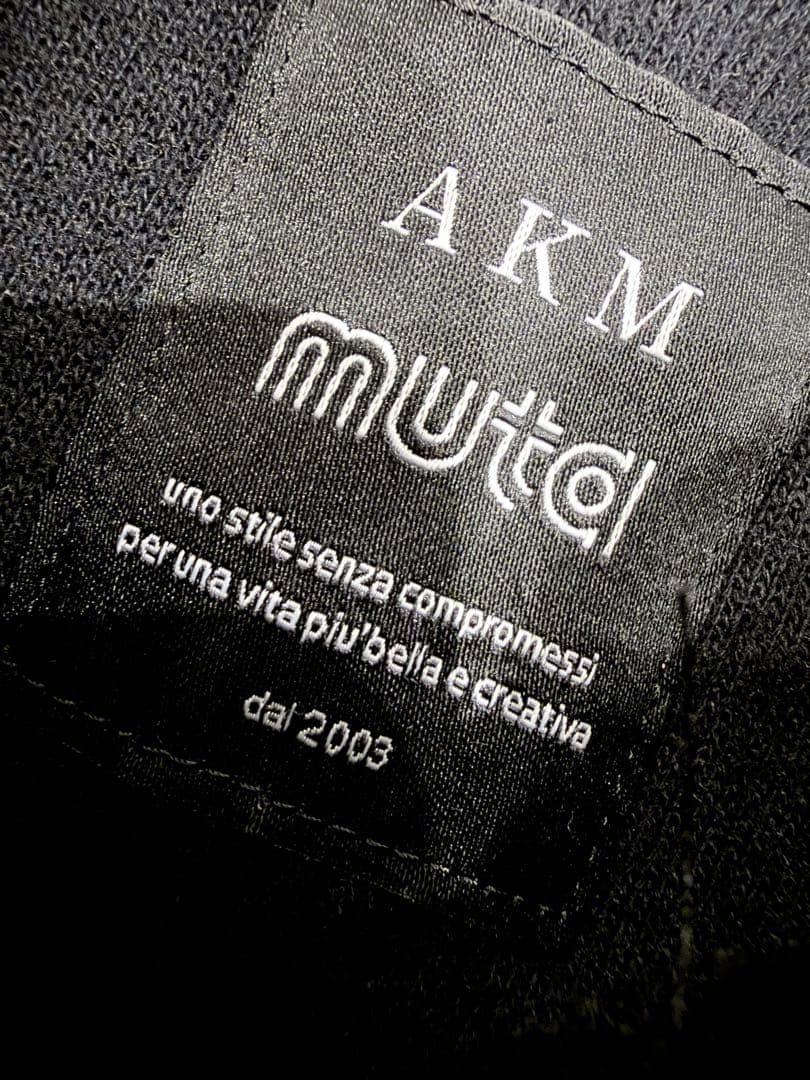 AKM
muta
uno stile senza compromessi
per una vita piu'bella e creativa
dal 2003